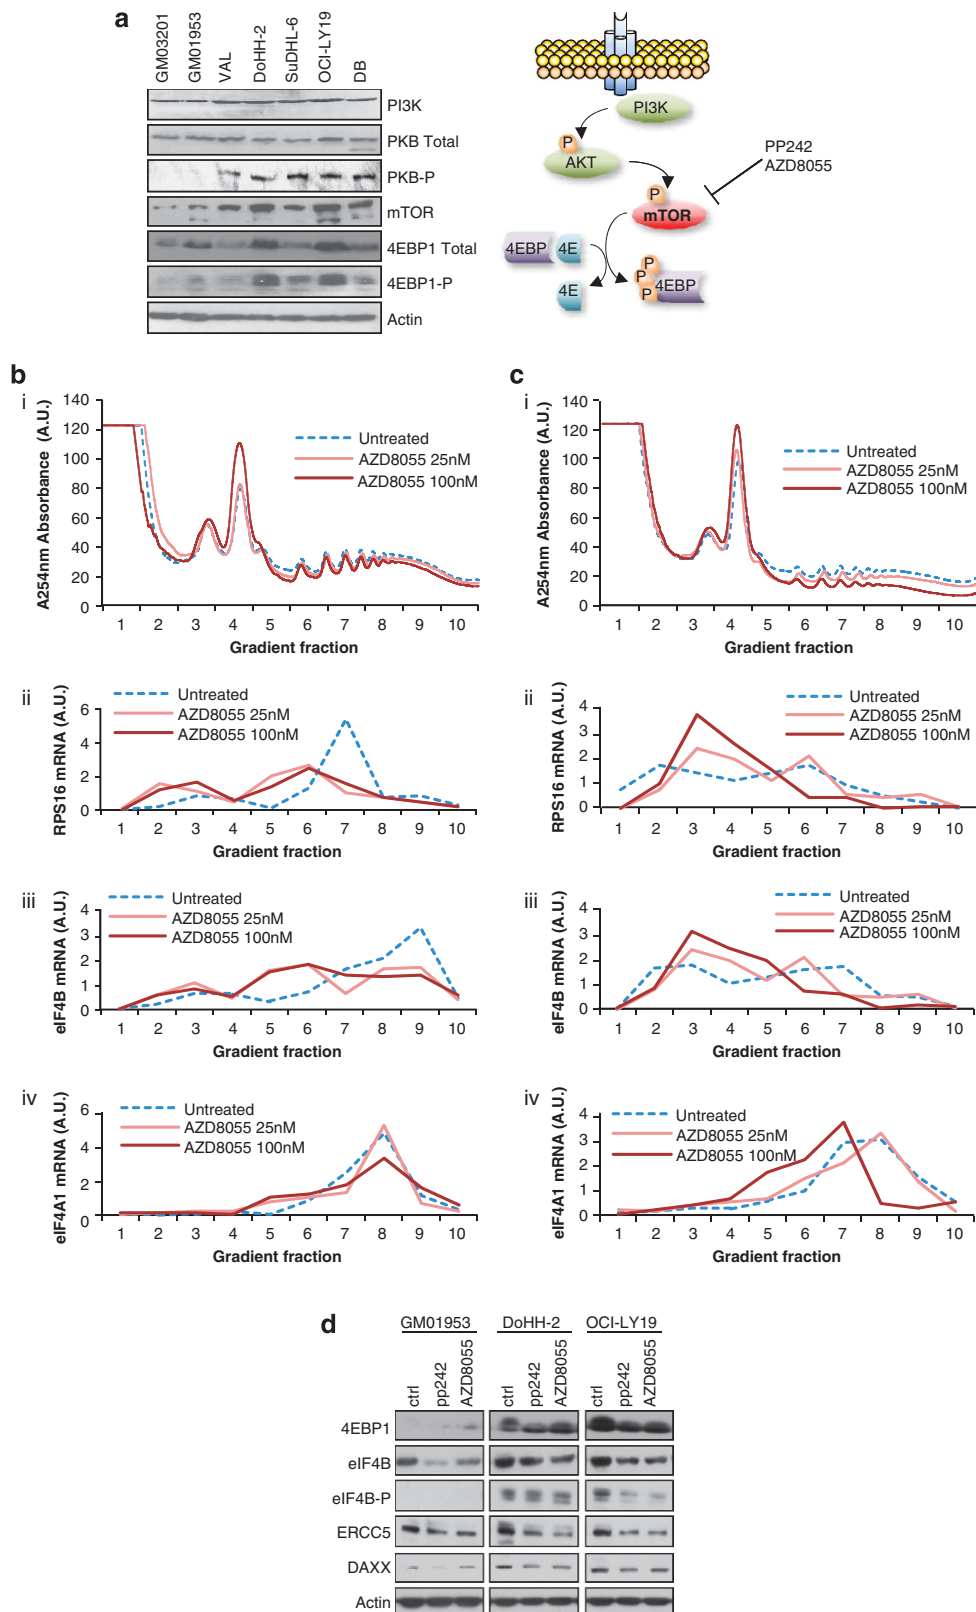 a
GM03201 GM01953 VAL DoHH-2 SuDHL-6 OCI-LY19 DB
PI3K
PKB Total
PKB-P
mTOR
4EBP1 Total
4EBP1-P
Actin
PI3K
P
AKT
PP242
AZD8055
P
mTOR
4EBP 4E
4E
P
P
P
4EBP
b
i
A254nm Absorbance (A.U.)
140
120
100
80
60
40
20
0
Untreated
AZD8055 25nM
AZD8055 100nM
1 2 3 4 5 6 7 8 9 10
Gradient fraction
ii
RPS16 mRNA (A.U.)
6
4
2
0
Untreated
AZD8055 25nM
AZD8055 100nM
1 2 3 4 5 6 7 8 9 10
Gradient fraction
iii
eIF4B mRNA (A.U.)
4
3
2
1
0
Untreated
AZD8055 25nM
AZD8055 100nM
1 2 3 4 5 6 7 8 9 10
Gradient fraction
iv
eIF4A1 mRNA (A.U.)
6
4
2
0
Untreated
AZD8055 25nM
AZD8055 100nM
1 2 3 4 5 6 7 8 9 10
Gradient fraction
c
i
A254nm Absorbance (A.U.)
140
120
100
80
60
40
20
0
Untreated
AZD8055 25nM
AZD8055 100nM
1 2 3 4 5 6 7 8 9 10
Gradient fraction
ii
RPS16 mRNA (A.U.)
4
3
2
1
0
Untreated
AZD8055 25nM
AZD8055 100nM
1 2 3 4 5 6 7 8 9 10
Gradient fraction
iii
eIF4B mRNA (A.U.)
4
3
2
1
0
Untreated
AZD8055 25nM
AZD8055 100nM
1 2 3 4 5 6 7 8 9 10
Gradient fraction
iv
eIF4A1 mRNA (A.U.)
4
3
2
1
0
Untreated
AZD8055 25nM
AZD8055 100nM
1 2 3 4 5 6 7 8 9 10
Gradient fraction
d
GM01953 DoHH-2 OCI-LY19
ctrl pp242 AZD8055 ctrl pp242 AZD8055 ctrl pp242 AZD8055
4EBP1
eIF4B
eIF4B-P
ERCC5
DAXX
Actin